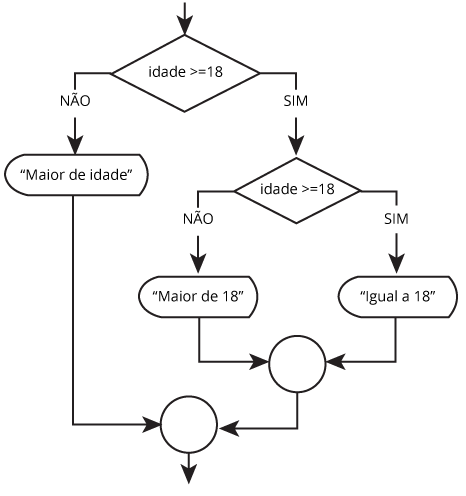 idade >=18
NÃO
SIM
“Maior de idade”
idade >=18
NÃO
SIM
“Maior de 18”
“Igual a 18”